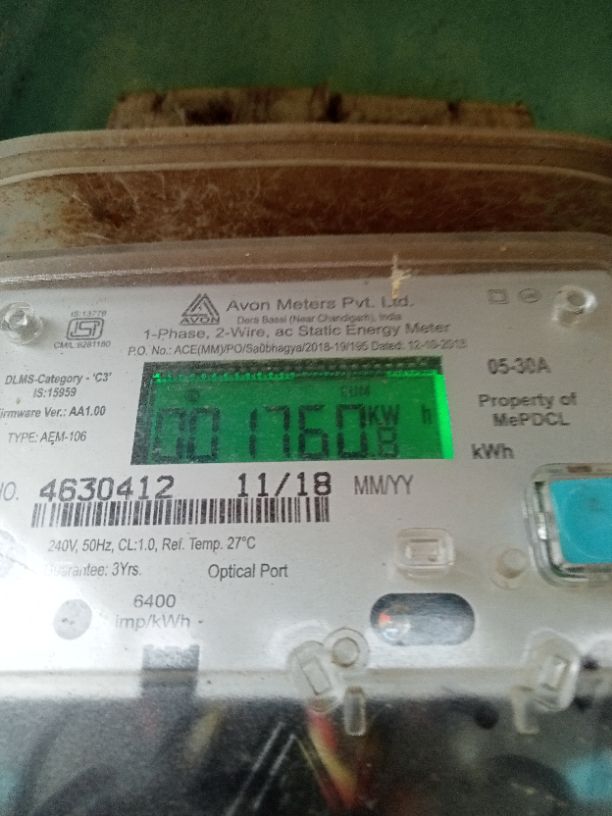 IS:13779
ISI
CM/L:8281180
AVON
Avon Meters Pvt. Ltd.
Dera Bassi (Near Chandigarh), India
1-Phase, 2-Wire, ac Static Energy Meter
P.O. No.: ACE(MM)/PO/Saubhagya/2018-19/195 Dated: 12-10-2018
DLMS-Category - 'C3'
IS:15959
Firmware Ver.: AA1.00
TYPE: AEM-106
CUM
001760.8 KW h
05-30A
Property of
MePDCL
kWh
NO. 4630412 11/18 MM/YY
240V, 50Hz, CL:1.0, Ref. Temp. 27°C
Guarantee: 3Yrs. Optical Port
6400
imp/kWh